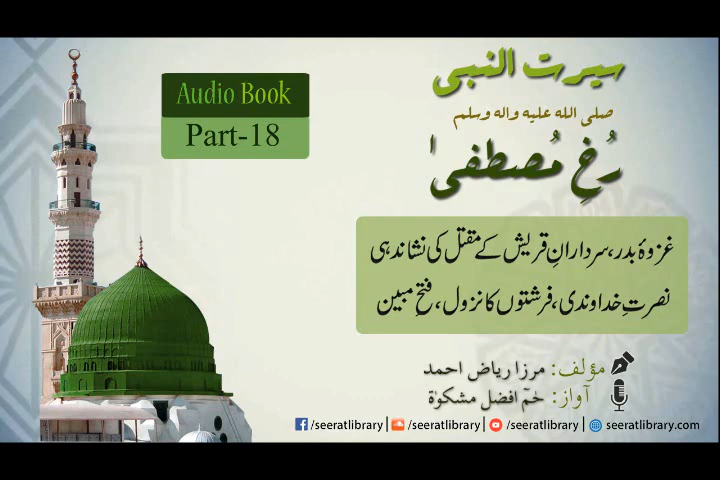 Audio Book
Part-18
سیرت النبی
صلی اللہ علیہ والہ وسلم
رُخِ مُصطفیٰ
غزوۂ بدر، سردارانِ قریش کے مقتل کی نشاندہی
نصرتِ خداوندی، فرشتوں کا نزول، فتحِ مبین
مؤلف: مرزا ریاض احمد
آواز: حٰمٓ افضل مشکوٰۃ
/seeratlibrary | /seeratlibrary | /seeratlibrary | seeratlibrary.com